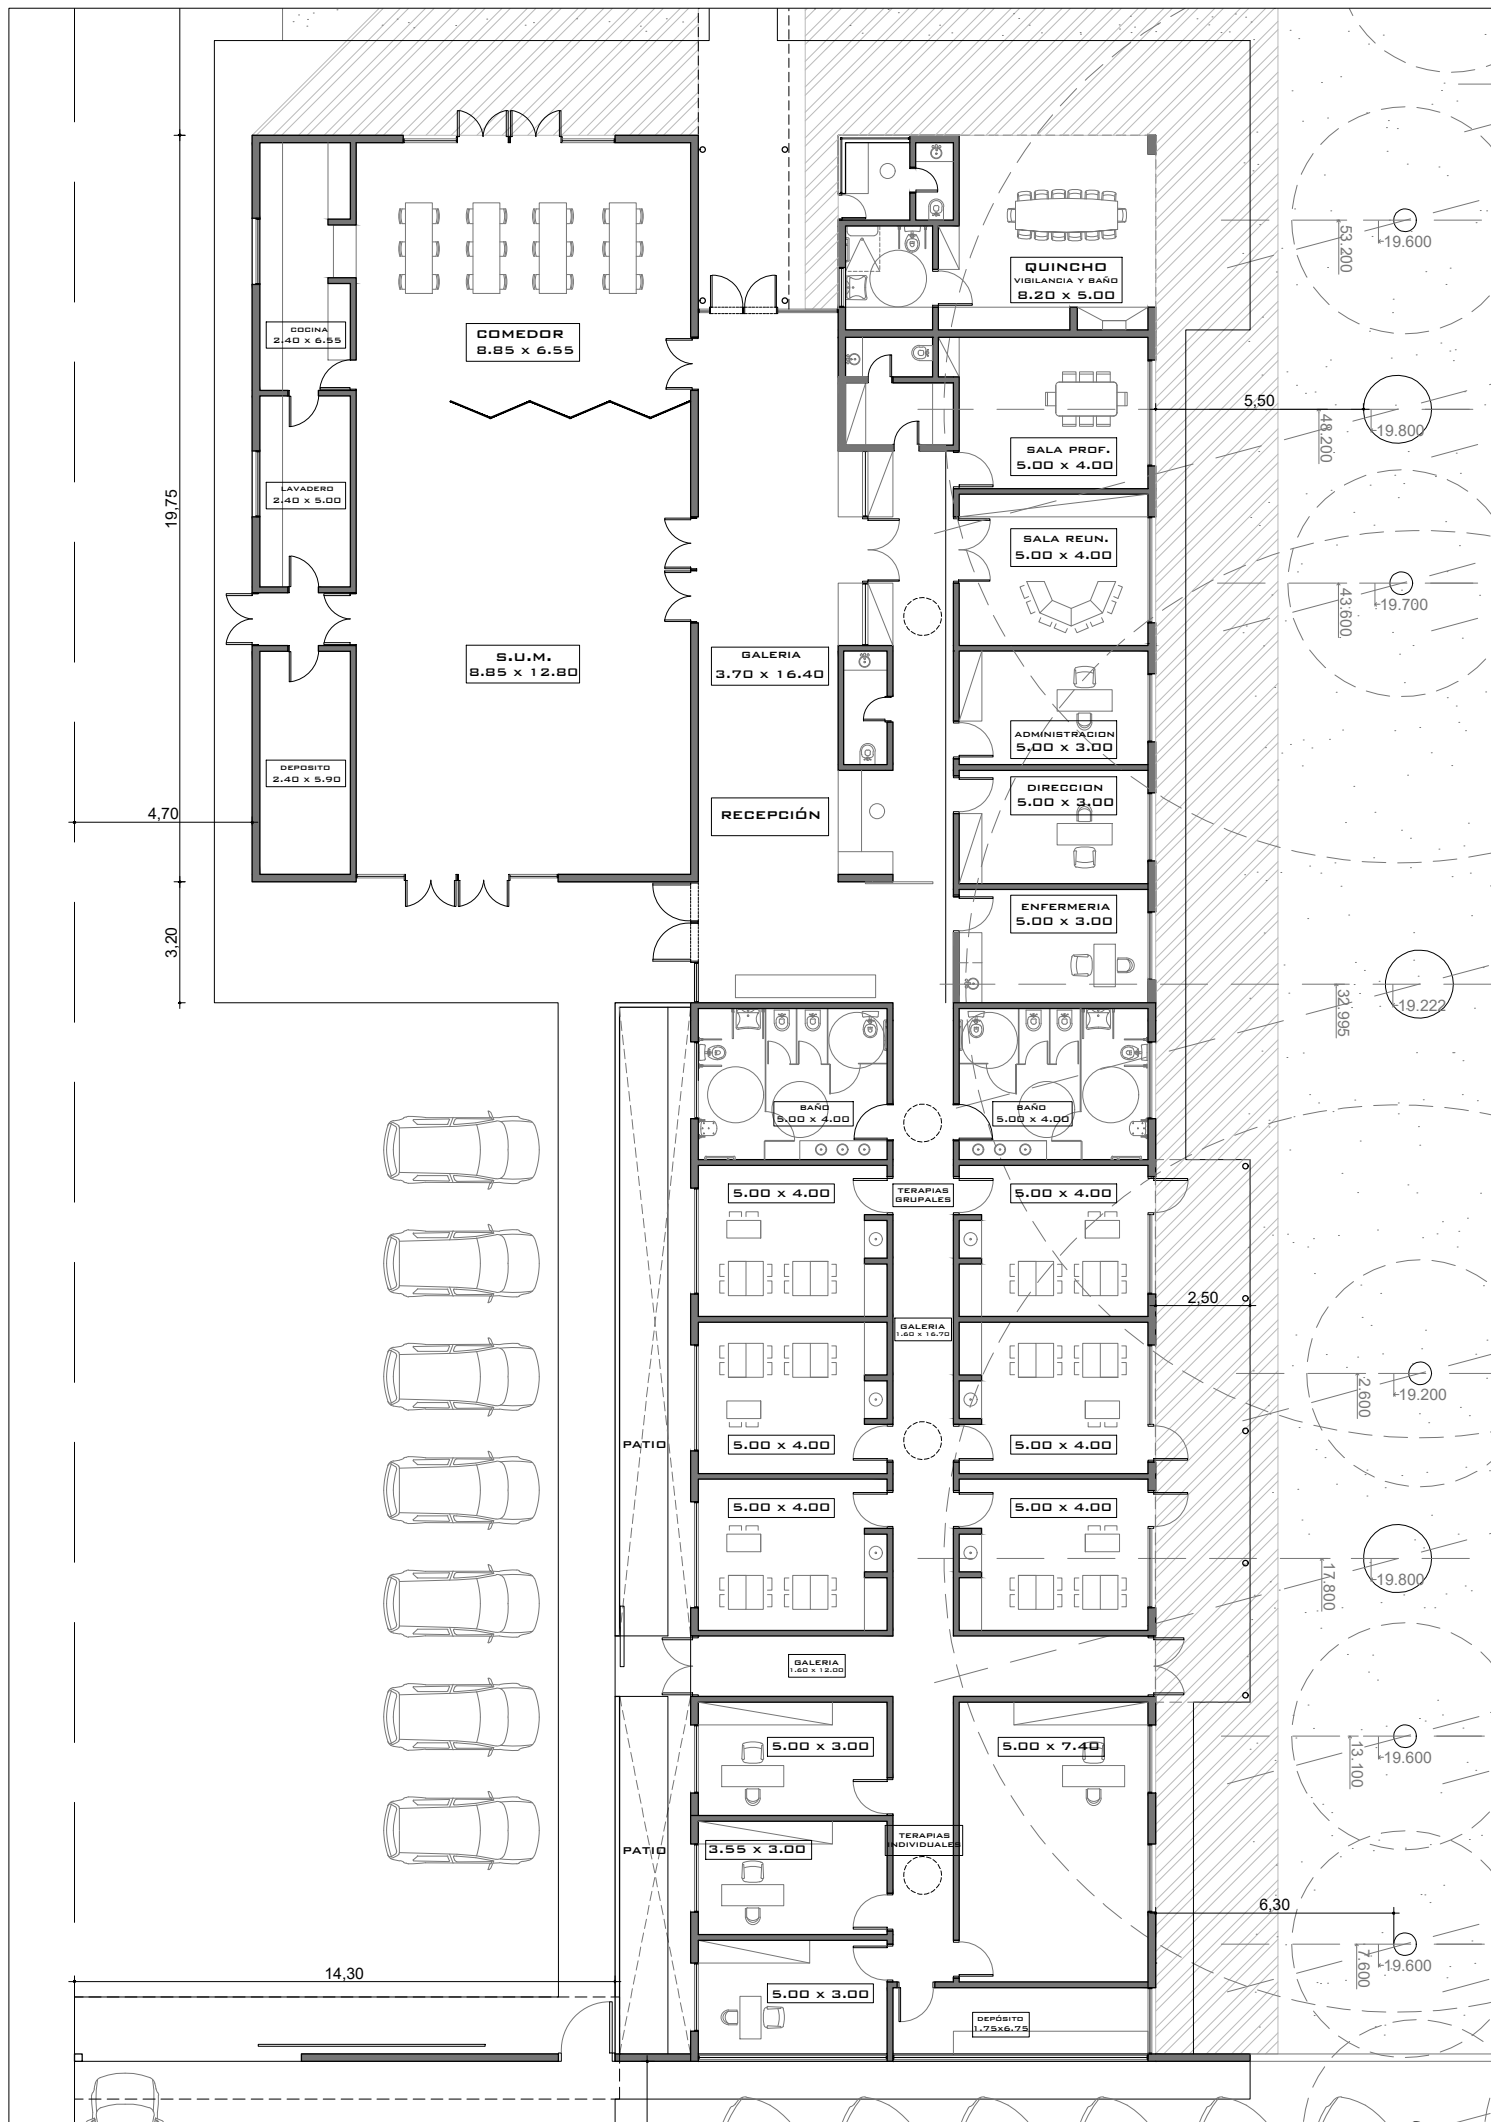 QUINCHO
VIGILANCIA Y BAÑO
8.20 x 5.00
53.200
-19.600
COCINA
2.40 x 6.55
COMEDOR
8.85 x 6.55
5,50
48.200
-19.800
SALA PROF.
5.00 x 4.00
19,75
LAVADERO
2.40 x 5.00
SALA REUN.
5.00 x 4.00
43.600
-19.700
S.U.M.
8.85 x 12.80
GALERIA
3.70 x 16.40
ADMINISTRACION
5.00 x 3.00
DEPOSITO
2.40 x 5.90
DIRECCION
5.00 x 3.00
4,70
RECEPCIÓN
ENFERMERIA
5.00 x 3.00
3,20
32.995
-19.222
BAÑO
5.00 x 4.00
BAÑO
5.00 x 4.00
5.00 x 4.00
TERAPIAS
GRUPALES
5.00 x 4.00
2,50
GALERIA
1.60 x 16.70
2.600
-19.200
PATIO
5.00 x 4.00
5.00 x 4.00
5.00 x 4.00
5.00 x 4.00
17.800
-19.800
GALERIA
1.60 x 12.00
5.00 x 3.00
5.00 x 7.40
13.100
-19.600
PATIO
3.55 x 3.00
TERAPIAS
INDIVIDUALES
6,30
7.600
-19.600
14,30
5.00 x 3.00
DEPÓSITO
1.75x6.75